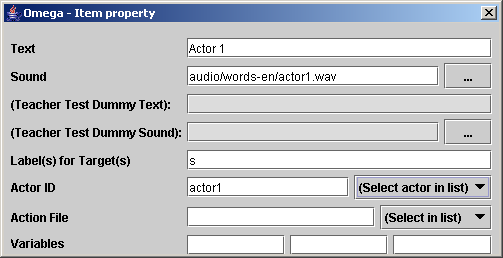 Omega - Item property
Text Actor 1
Sound audio/words-en/actor1.wav ...
(Teacher Test Dummy Text):
(Teacher Test Dummy Sound): ...
Label(s) for Target(s) s
Actor ID actor1 (Select actor in list)
Action File (Select in list)
Variables